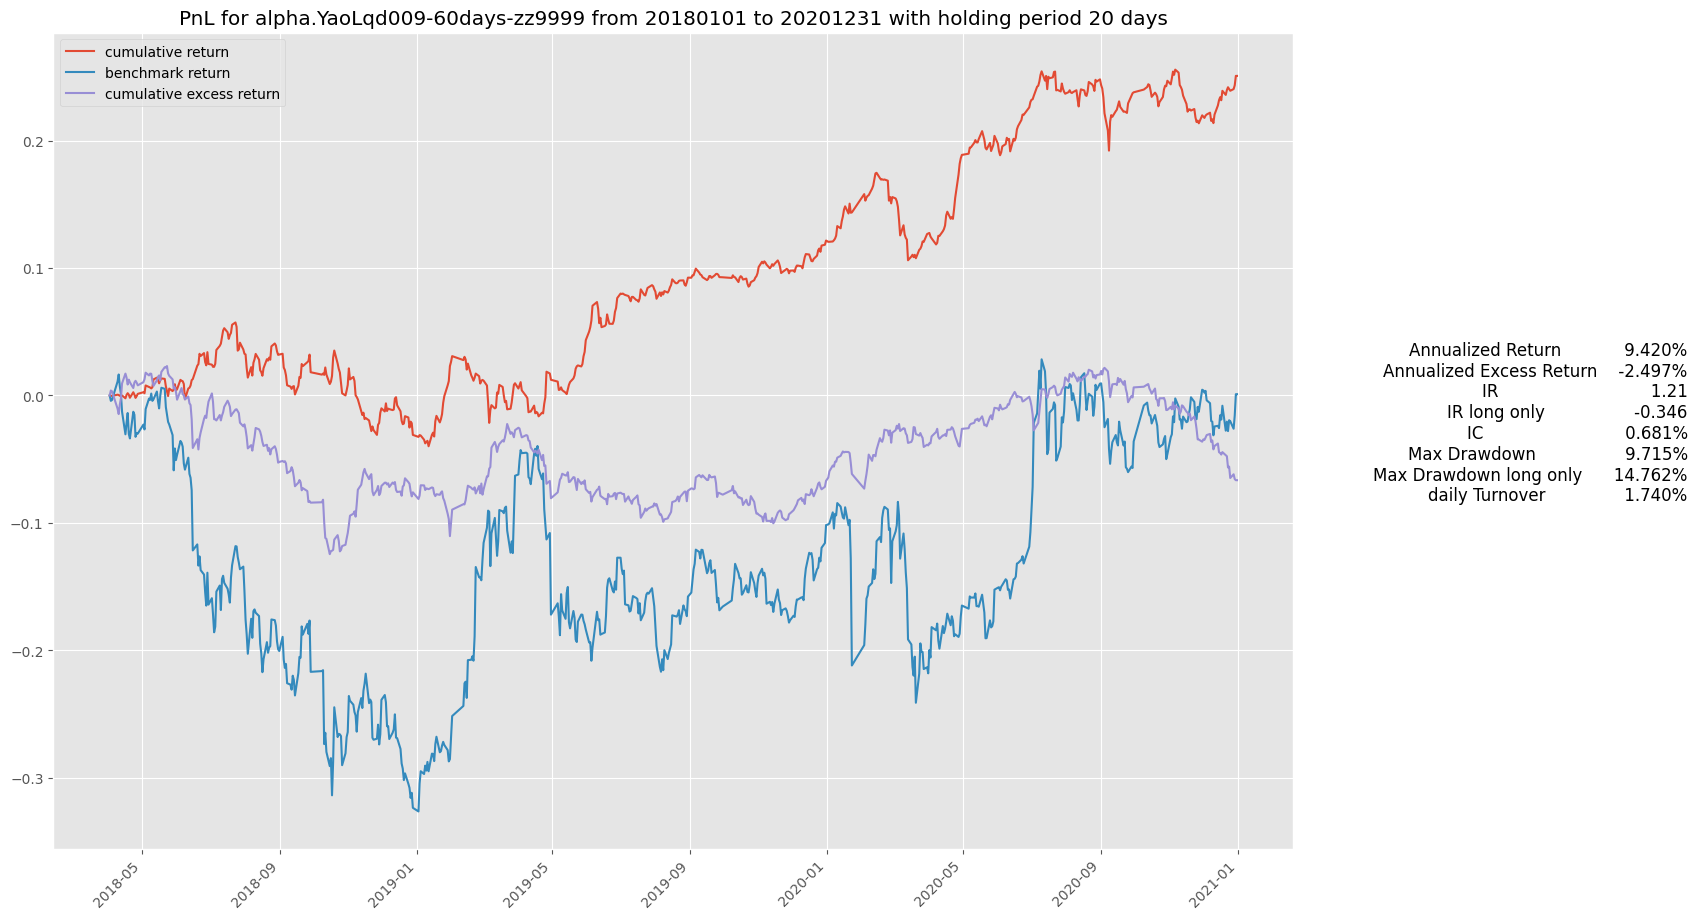 PnL for alpha.YaoLqd009-60days-zz9999 from 20180101 to 20201231 with holding period 20 days
cumulative return
benchmark return
cumulative excess return
0.2
0.1
0.0
−0.1
−0.2
−0.3
2018-05
2018-09
2019-01
2019-05
2019-09
2020-01
2020-05
2020-09
2021-01
Annualized Return 9.420%
Annualized Excess Return -2.497%
IR 1.21
IR long only -0.346
IC 0.681%
Max Drawdown 9.715%
Max Drawdown long only 14.762%
daily Turnover 1.740%